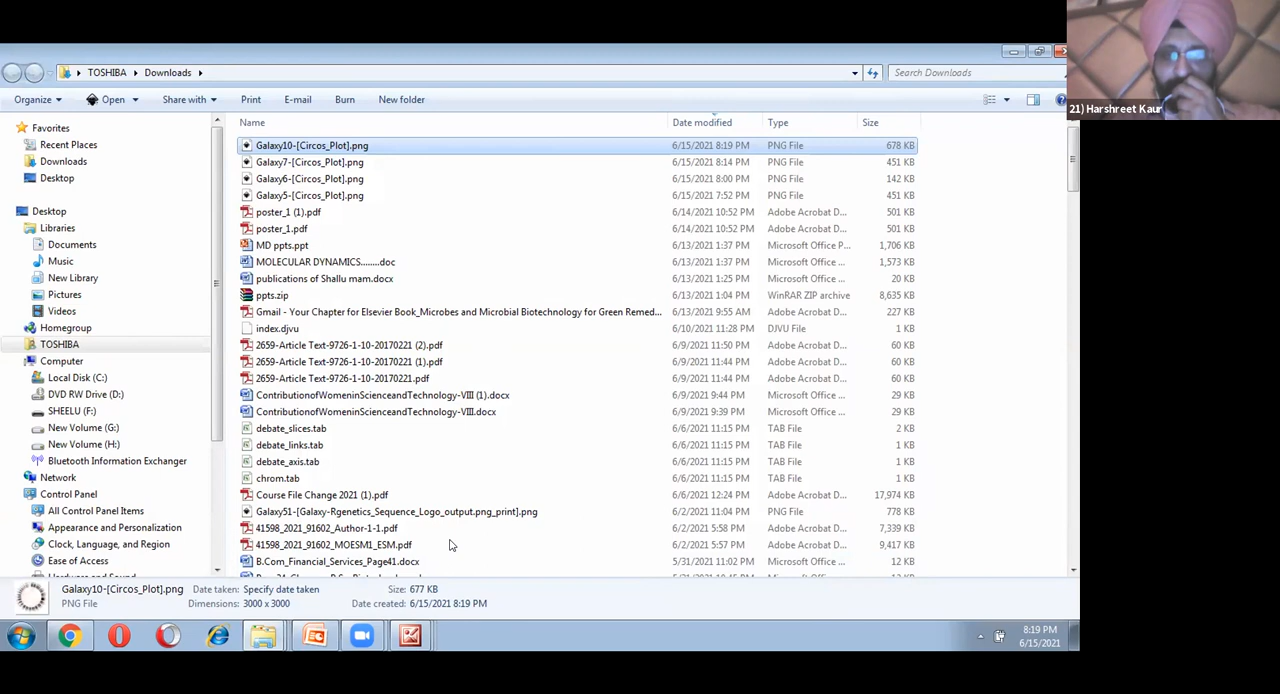 TOSHIBA Downloads
Search Downloads
21) Harshreet Kaur
Organize Open Share with Print E-mail Burn New folder
Name Date modified Type Size
Favorites
Recent Places
Downloads
Desktop
Desktop
Libraries
Documents
Music
New Library
Pictures
Videos
Homegroup
TOSHIBA
Computer
Local Disk (C:)
DVD RW Drive (D:)
SHEELU (F:)
New Volume (G:)
New Volume (H:)
Bluetooth Information Exchanger
Network
Control Panel
All Control Panel Items
Appearance and Personalization
Clock, Language, and Region
Ease of Access
Hardware and Sound
Galaxy10-[Circos_Plot].png 6/15/2021 8:19 PM PNG File 678 KB
Galaxy7-[Circos_Plot].png 6/15/2021 8:14 PM PNG File 451 KB
Galaxy6-[Circos_Plot].png 6/15/2021 8:00 PM PNG File 142 KB
Galaxy5-[Circos_Plot].png 6/15/2021 7:52 PM PNG File 451 KB
poster_1 (1).pdf 6/14/2021 10:52 PM Adobe Acrobat D... 501 KB
poster_1.pdf 6/14/2021 10:52 PM Adobe Acrobat D... 501 KB
MD ppts.ppt 6/13/2021 1:37 PM Microsoft Office P... 1,706 KB
MOLECULAR DYNAMICS........doc 6/13/2021 1:37 PM Microsoft Office ... 1,573 KB
publications of Shallu mam.docx 6/13/2021 1:25 PM Microsoft Office ... 20 KB
ppts.zip 6/13/2021 1:04 PM WinRAR ZIP archive 8,635 KB
Gmail - Your Chapter for Elsevier Book_Microbes and Microbial Biotechnology for Green Remed... 6/13/2021 9:55 AM Adobe Acrobat D... 227 KB
index.djvu 6/10/2021 11:28 PM DJVU File 1 KB
2659-Article Text-9726-1-10-20170221 (2).pdf 6/9/2021 11:50 PM Adobe Acrobat D... 60 KB
2659-Article Text-9726-1-10-20170221 (1).pdf 6/9/2021 11:44 PM Adobe Acrobat D... 60 KB
2659-Article Text-9726-1-10-20170221.pdf 6/9/2021 11:44 PM Adobe Acrobat D... 60 KB
ContributionofWomeninScienceandTechnology-VIII (1).docx 6/9/2021 9:44 PM Microsoft Office ... 29 KB
ContributionofWomeninScienceandTechnology-VIII.docx 6/9/2021 9:39 PM Microsoft Office ... 29 KB
debate_slices.tab 6/6/2021 11:15 PM TAB File 2 KB
debate_links.tab 6/6/2021 11:15 PM TAB File 1 KB
debate_axis.tab 6/6/2021 11:15 PM TAB File 1 KB
chrom.tab 6/6/2021 11:15 PM TAB File 1 KB
Course File Change 2021 (1).pdf 6/6/2021 12:24 PM Adobe Acrobat D... 17,974 KB
Galaxy51-[Galaxy-Rgenetics_Sequence_Logo_output.png_print].png 6/2/2021 11:04 PM PNG File 778 KB
41598_2021_91602_Author-1-1.pdf 6/2/2021 5:58 PM Adobe Acrobat D... 7,339 KB
41598_2021_91602_MOESM1_ESM.pdf 6/2/2021 5:57 PM Adobe Acrobat D... 9,417 KB
B.Com_Financial_Services_Page41.docx 5/31/2021 11:02 PM Microsoft Office ... 12 KB
Galaxy10-[Circos_Plot].png Date taken: Specify date taken Size: 677 KB
PNG File Dimensions: 3000 x 3000 Date created: 6/15/2021 8:19 PM
8:19 PM
6/15/2021